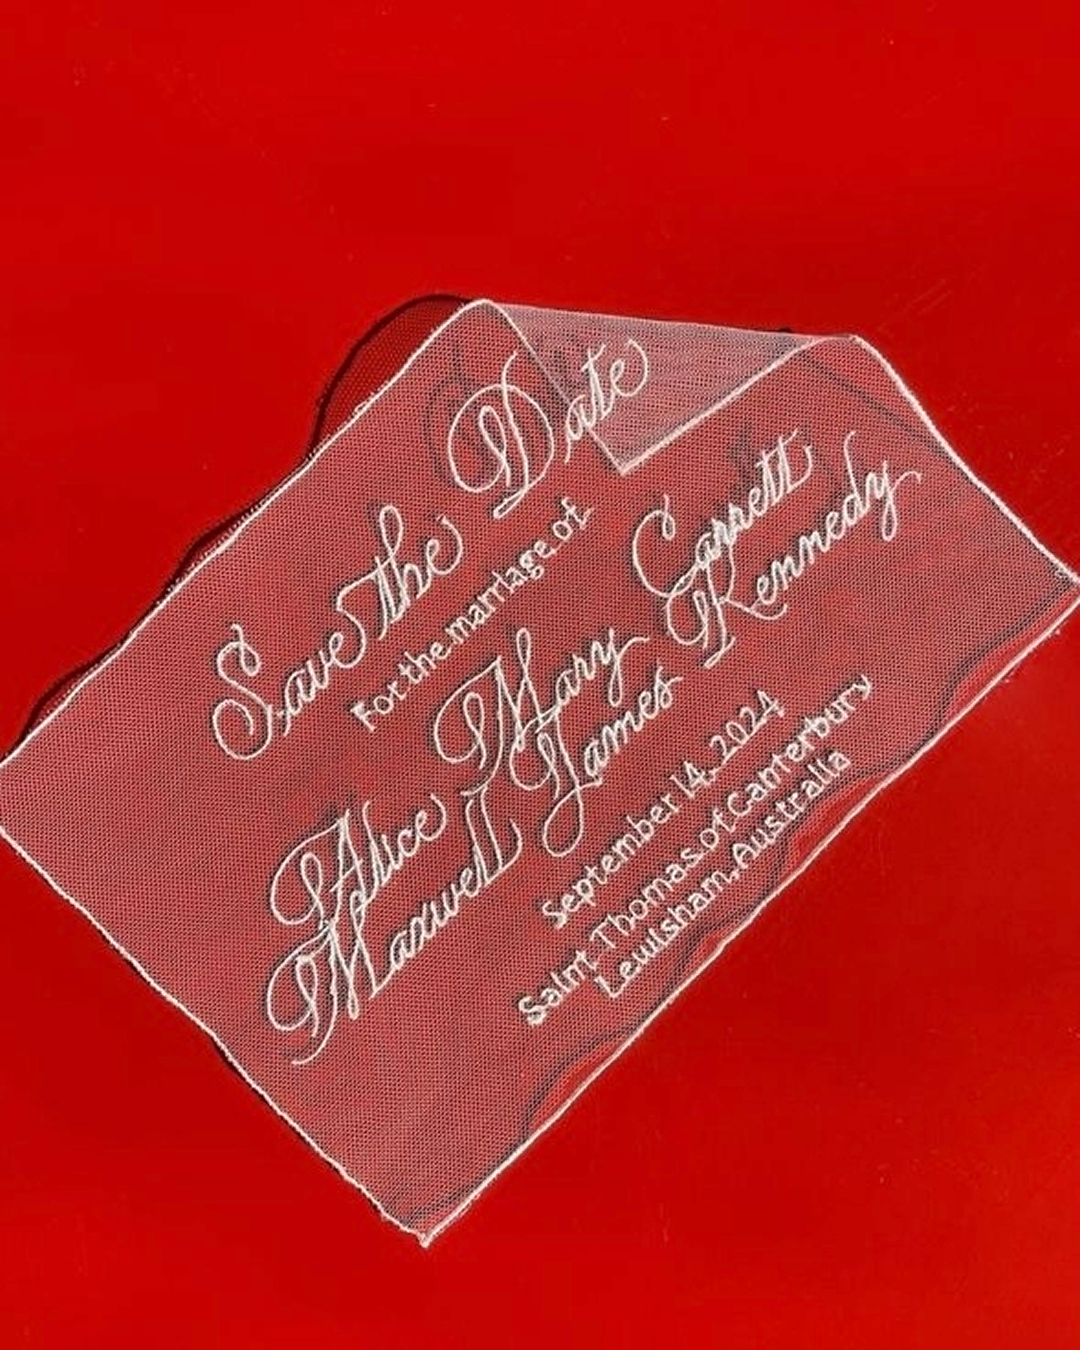 Save the Date
For the marriage of
Alice Mary Garrett
Maxwell James Kennedy
September 14, 2024
Saint Thomas of Canterbury
Lewisham, Australia